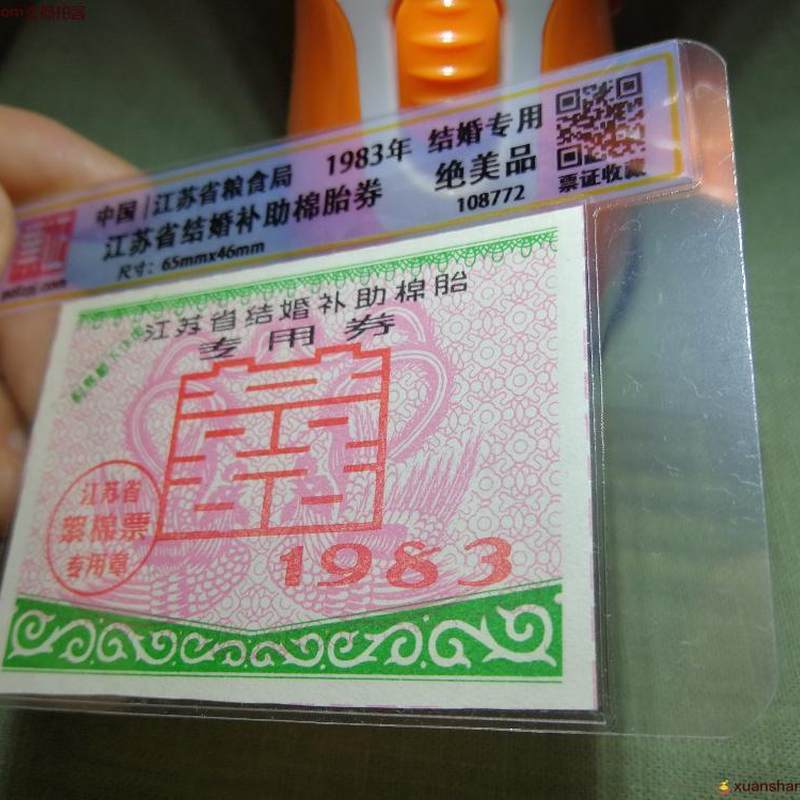 中国 | 江苏省粮食局 1983年 结婚专用
江苏省结婚补助棉胎券 绝美品
尺寸：65mmx46mm 108772
票证收藏
江苏省结婚补助棉胎
专用券
江苏省
絮棉票
专用章
1983
xuanshan